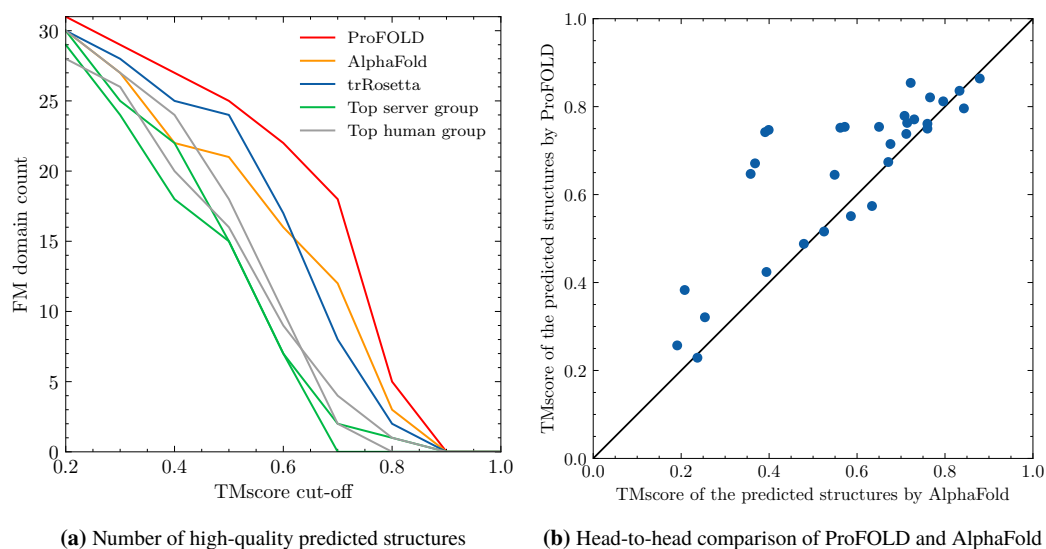 30
25
20
15
10
5
0
FM domain count
ProFOLD
AlphaFold
trRosetta
Top server group
Top human group
0.2 0.4 0.6 0.8 1.0
TMscore cut-off
(a) Number of high-quality predicted structures
1.0
0.8
0.6
0.4
0.2
0.0
TMscore of the predicted structures by ProFOLD
0.0 0.2 0.4 0.6 0.8 1.0
TMscore of the predicted structures by AlphaFold
(b) Head-to-head comparison of ProFOLD and AlphaFold